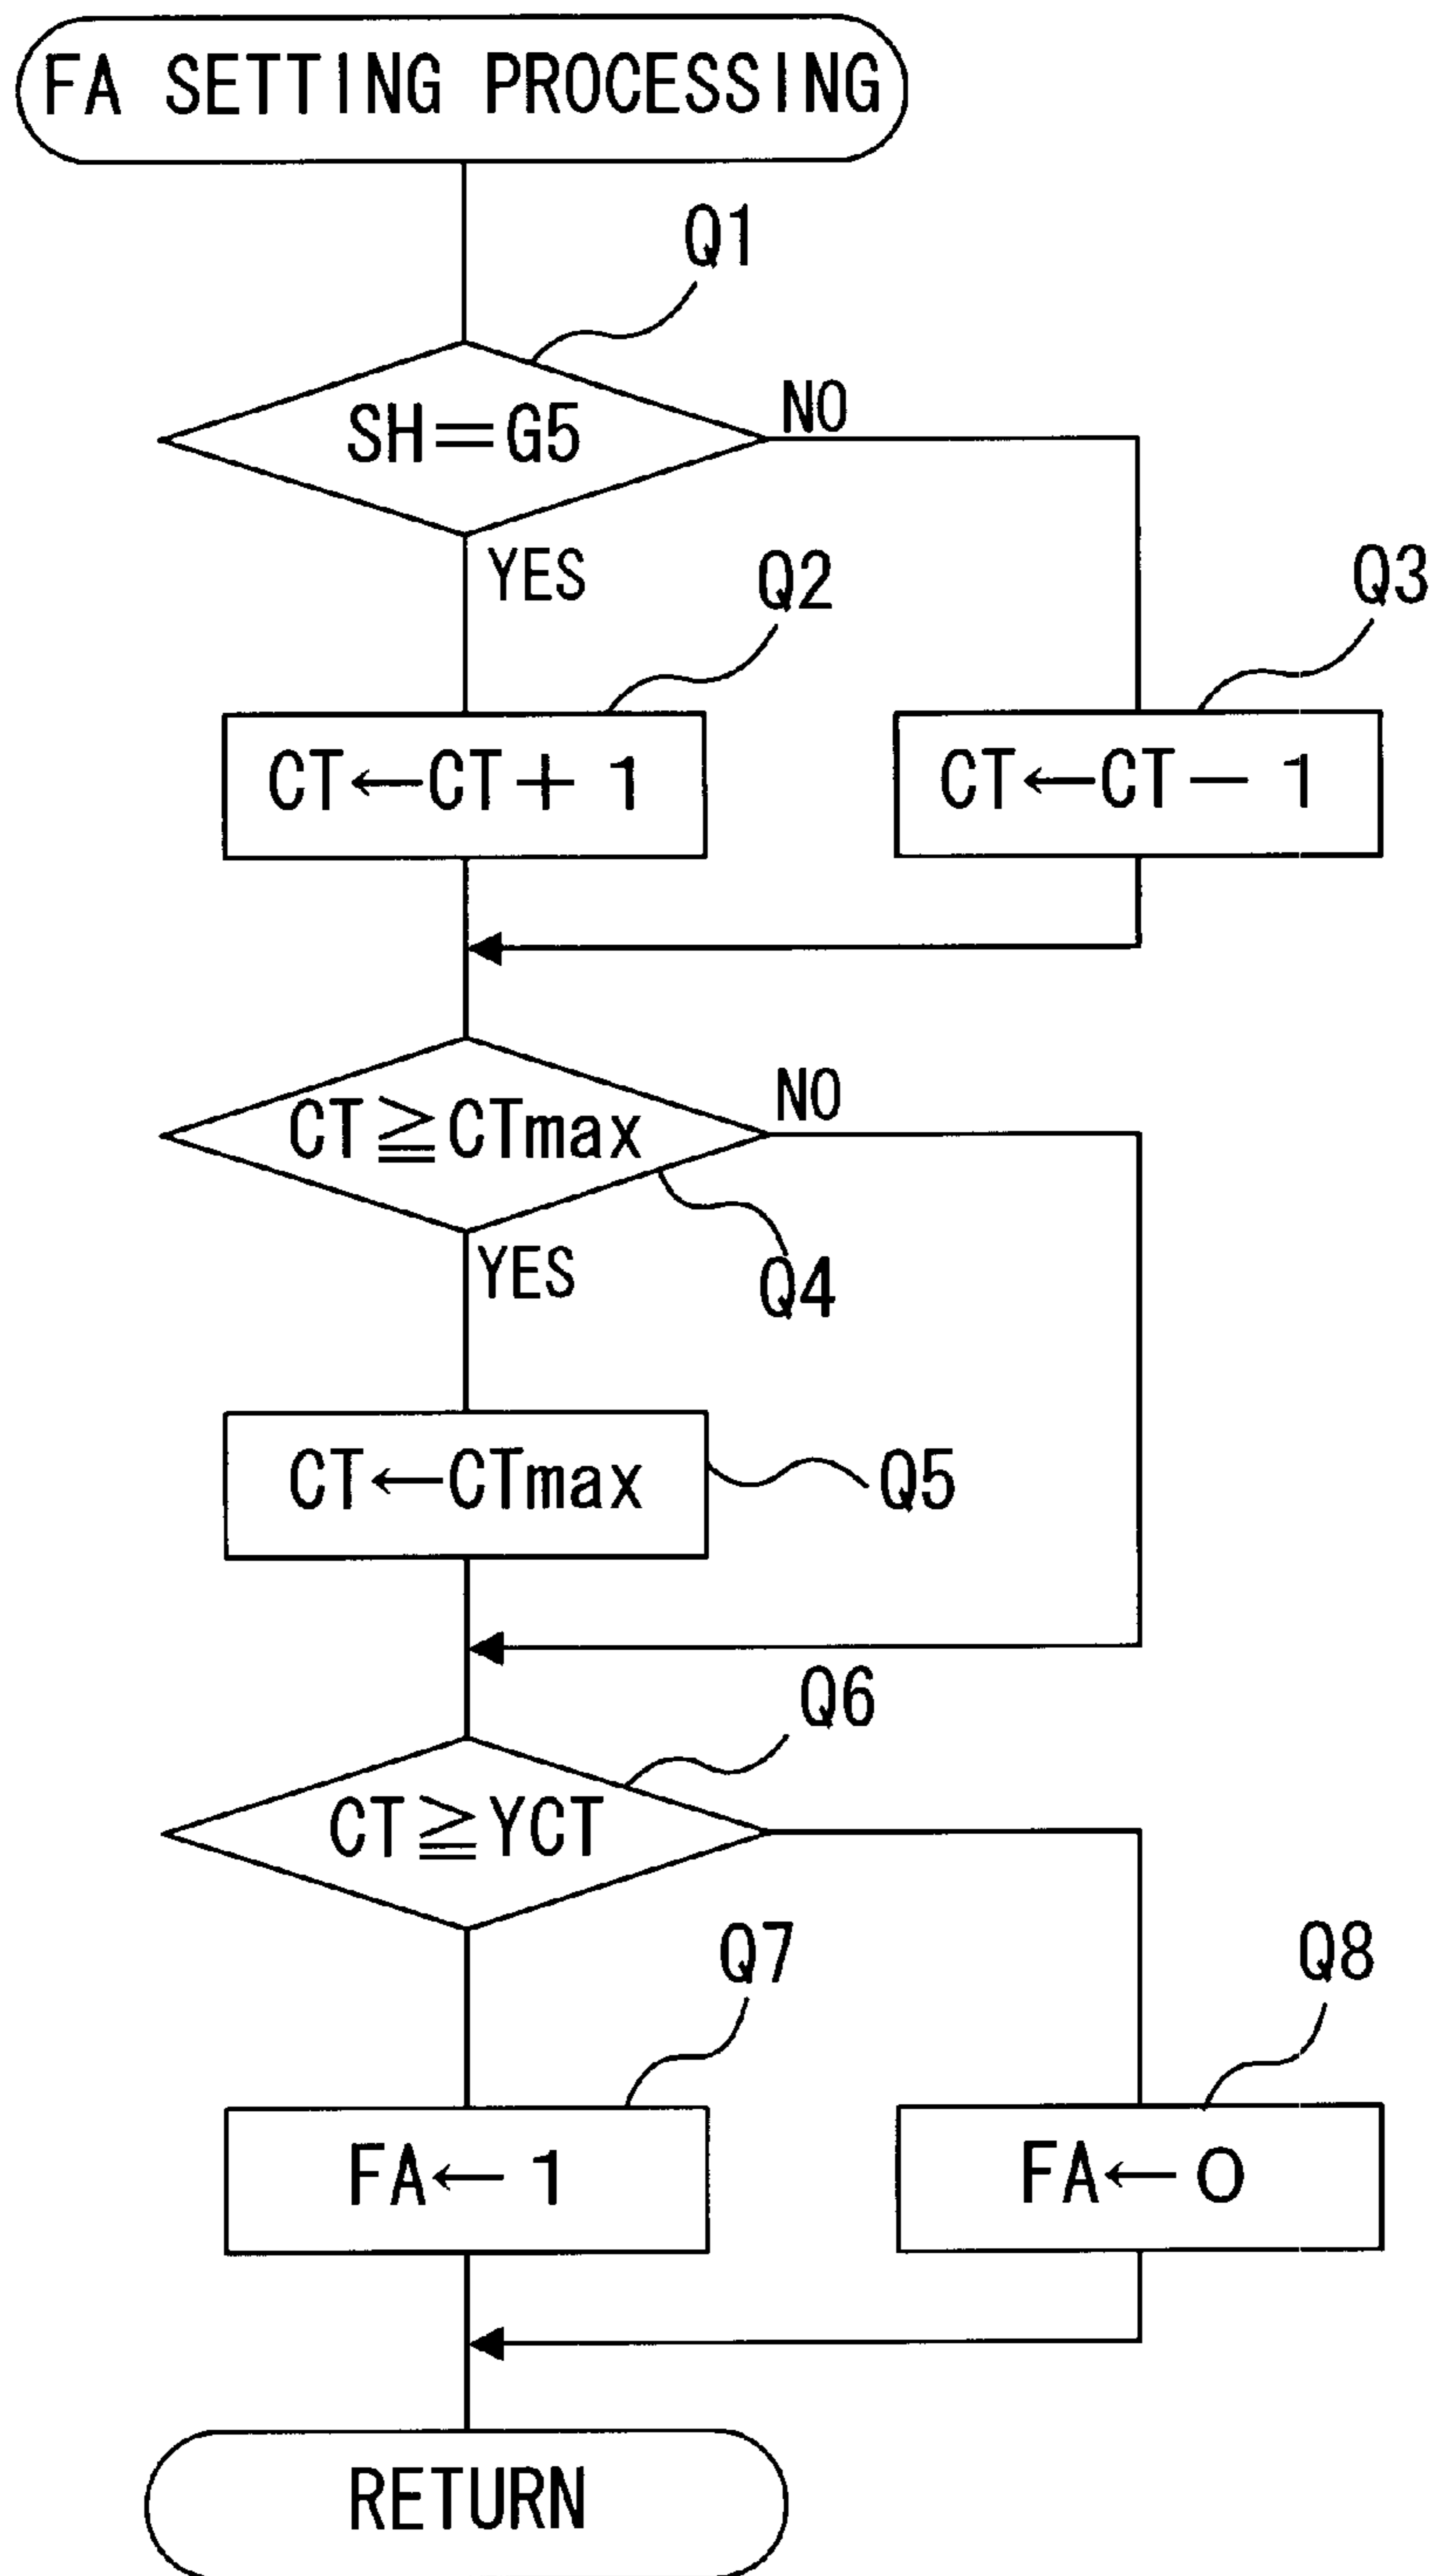 FA SETTING PROCESSING
Q1
SH=G5
NO
YES
Q2
Q3
CT←CT+1
CT←CT−1
CT≧CTmax
NO
YES
Q4
CT←CTmax
Q5
Q6
CT≧YCT
Q7
Q8
FA←1
FA←0
RETURN